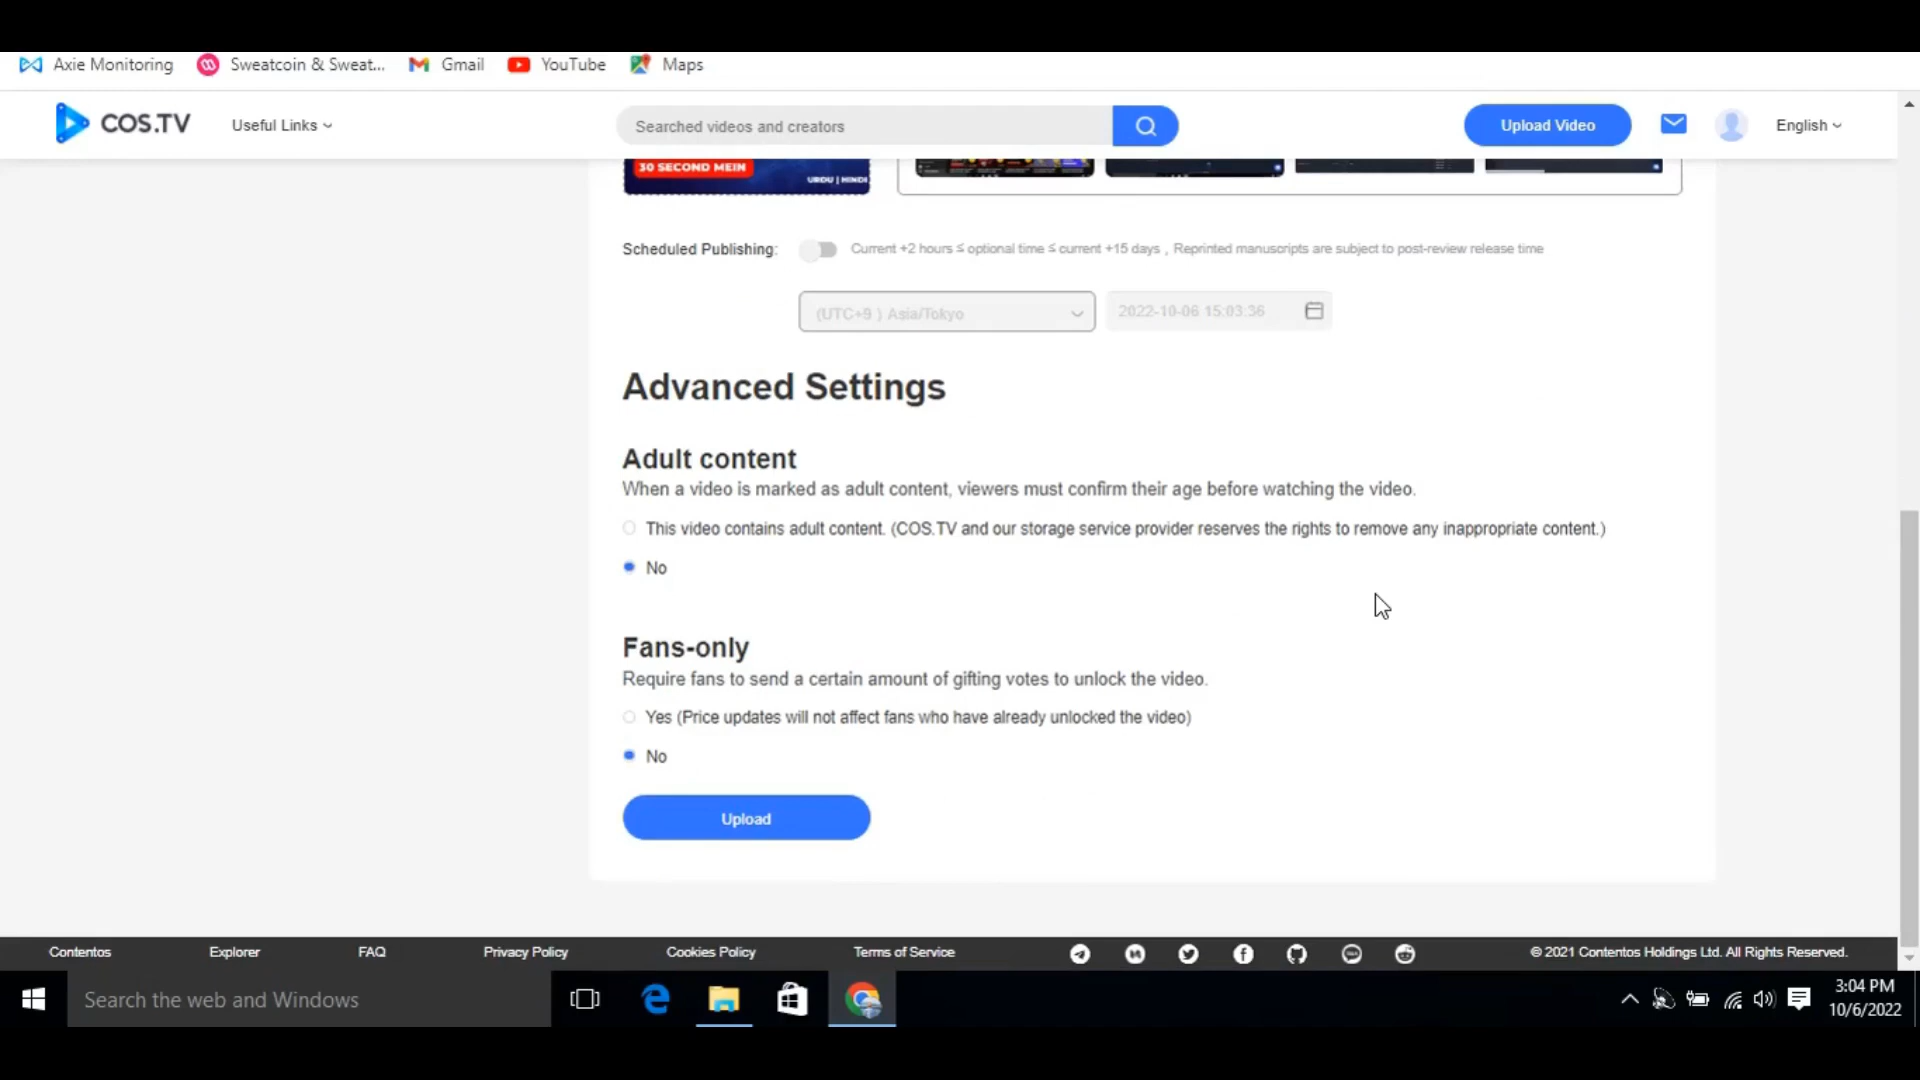 Axie Monitoring Sweatcoin & Sweat... Gmail YouTube Maps
COS.TV Useful Links Searched videos and creators Upload Video English
30 SECOND MEIN
URDU | HINDI
Scheduled Publishing: Current +2 hours ≤ optional time ≤ current +15 days , Reprinted manuscripts are subject to post-review release time
(UTC+9 ) Asia/Tokyo 2022-10-06 15:03:36
Advanced Settings
Adult content
When a video is marked as adult content, viewers must confirm their age before watching the video.
This video contains adult content. (COS.TV and our storage service provider reserves the rights to remove any inappropriate content.)
No
Fans-only
Require fans to send a certain amount of gifting votes to unlock the video.
Yes (Price updates will not affect fans who have already unlocked the video)
No
Upload
Contentos Explorer FAQ Privacy Policy Cookies Policy Terms of Service © 2021 Contentos Holdings Ltd. All Rights Reserved.
Search the web and Windows
3:04 PM
10/6/2022